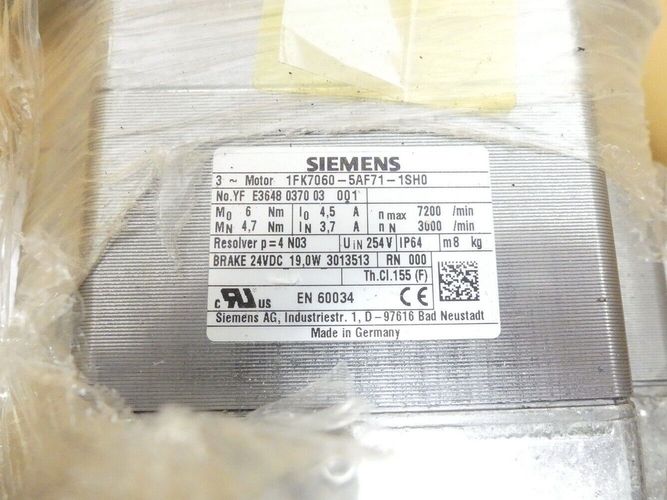 SIEMENS
3 ~ Motor 1FK7060-5AF71-1SH0
No.YF E3648 0370 03 001
M0 6 Nm I0 4,5 A n max 7200 /min
MN 4,7 Nm IN 3,7 A n N 3000 /min
Resolver p=4 N03 UIN 254V IP64 m 8 kg
BRAKE 24VDC 19,0W 3013513 RN 000
Th.Cl.155 (F)
c RU US EN 60034 CE
Siemens AG, Industriestr. 1, D-97616 Bad Neustadt
Made in Germany